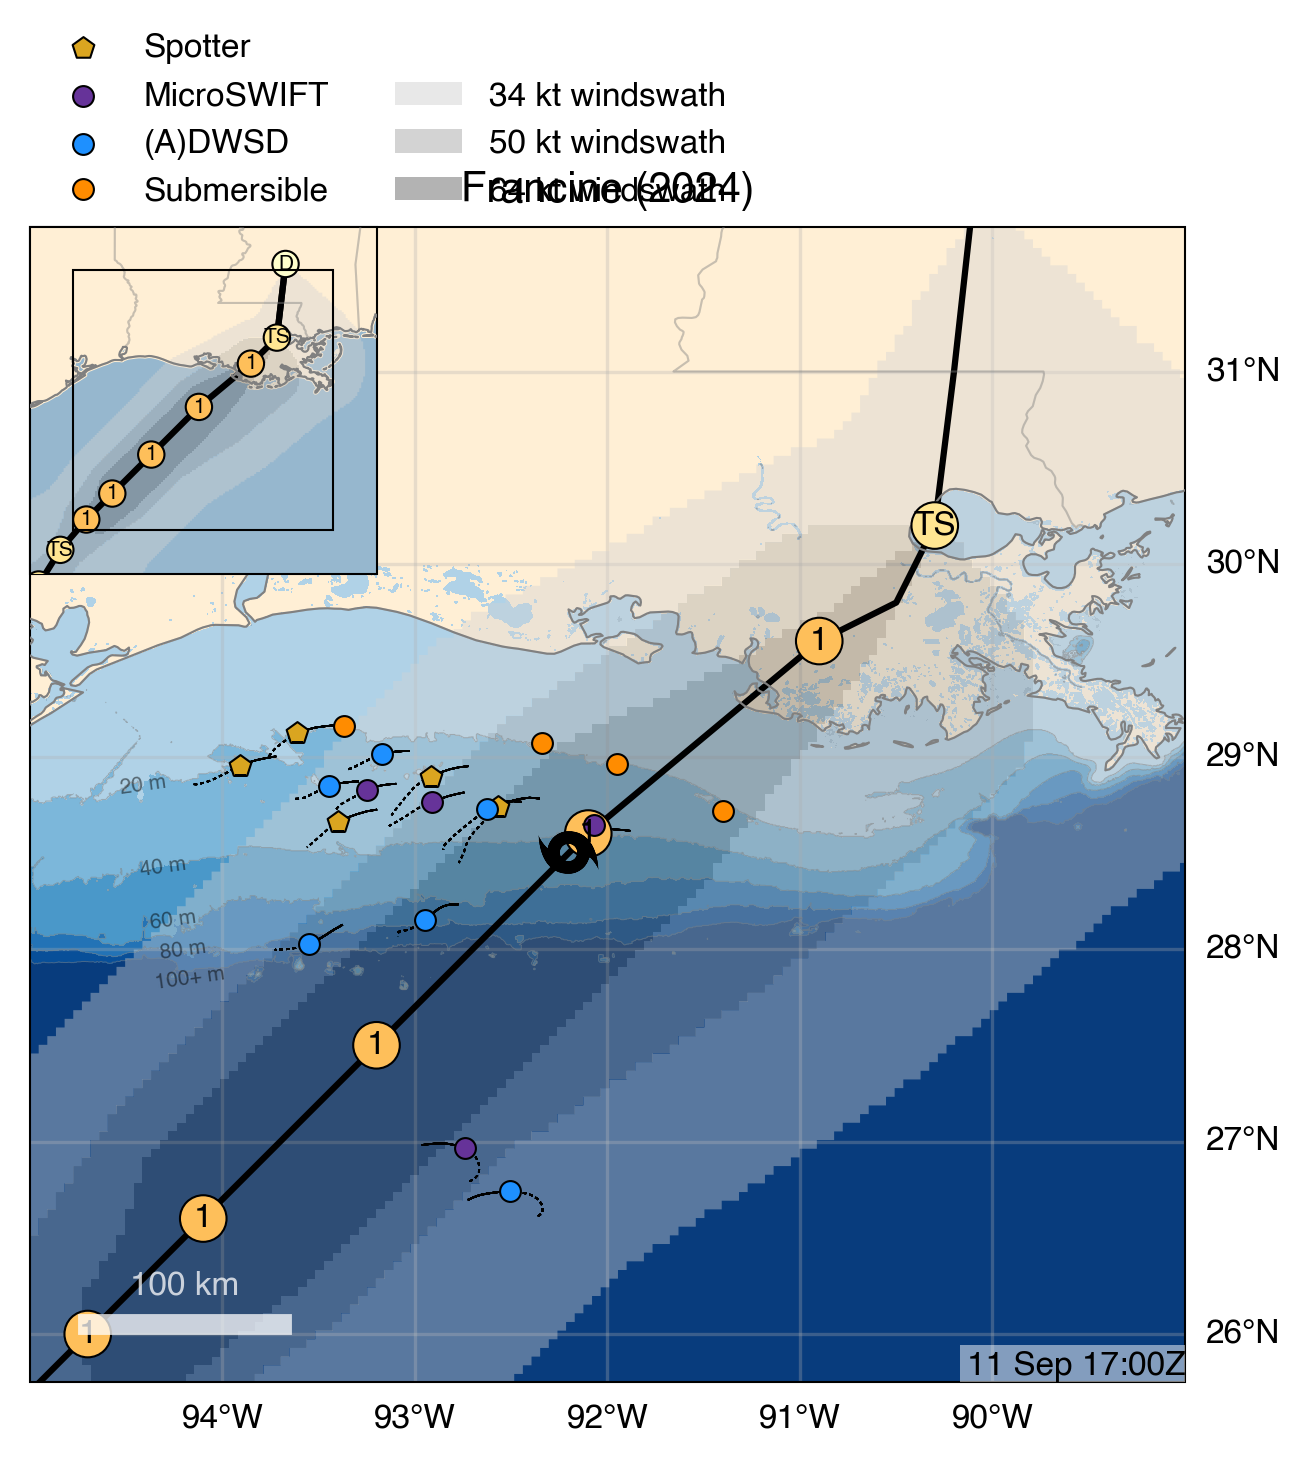 Spotter
MicroSWIFT
(A)DWSD
Submersible
34 kt windswath
50 kt windswath
64 kt windswath
Francine (2024)
D
TS
1
1
1
1
1
TS
31°N
30°N
29°N
28°N
27°N
26°N
TS
1
1
1
1
1
20 m
40 m
60 m
80 m
100+ m
100 km
11 Sep 17:00Z
94°W
93°W
92°W
91°W
90°W